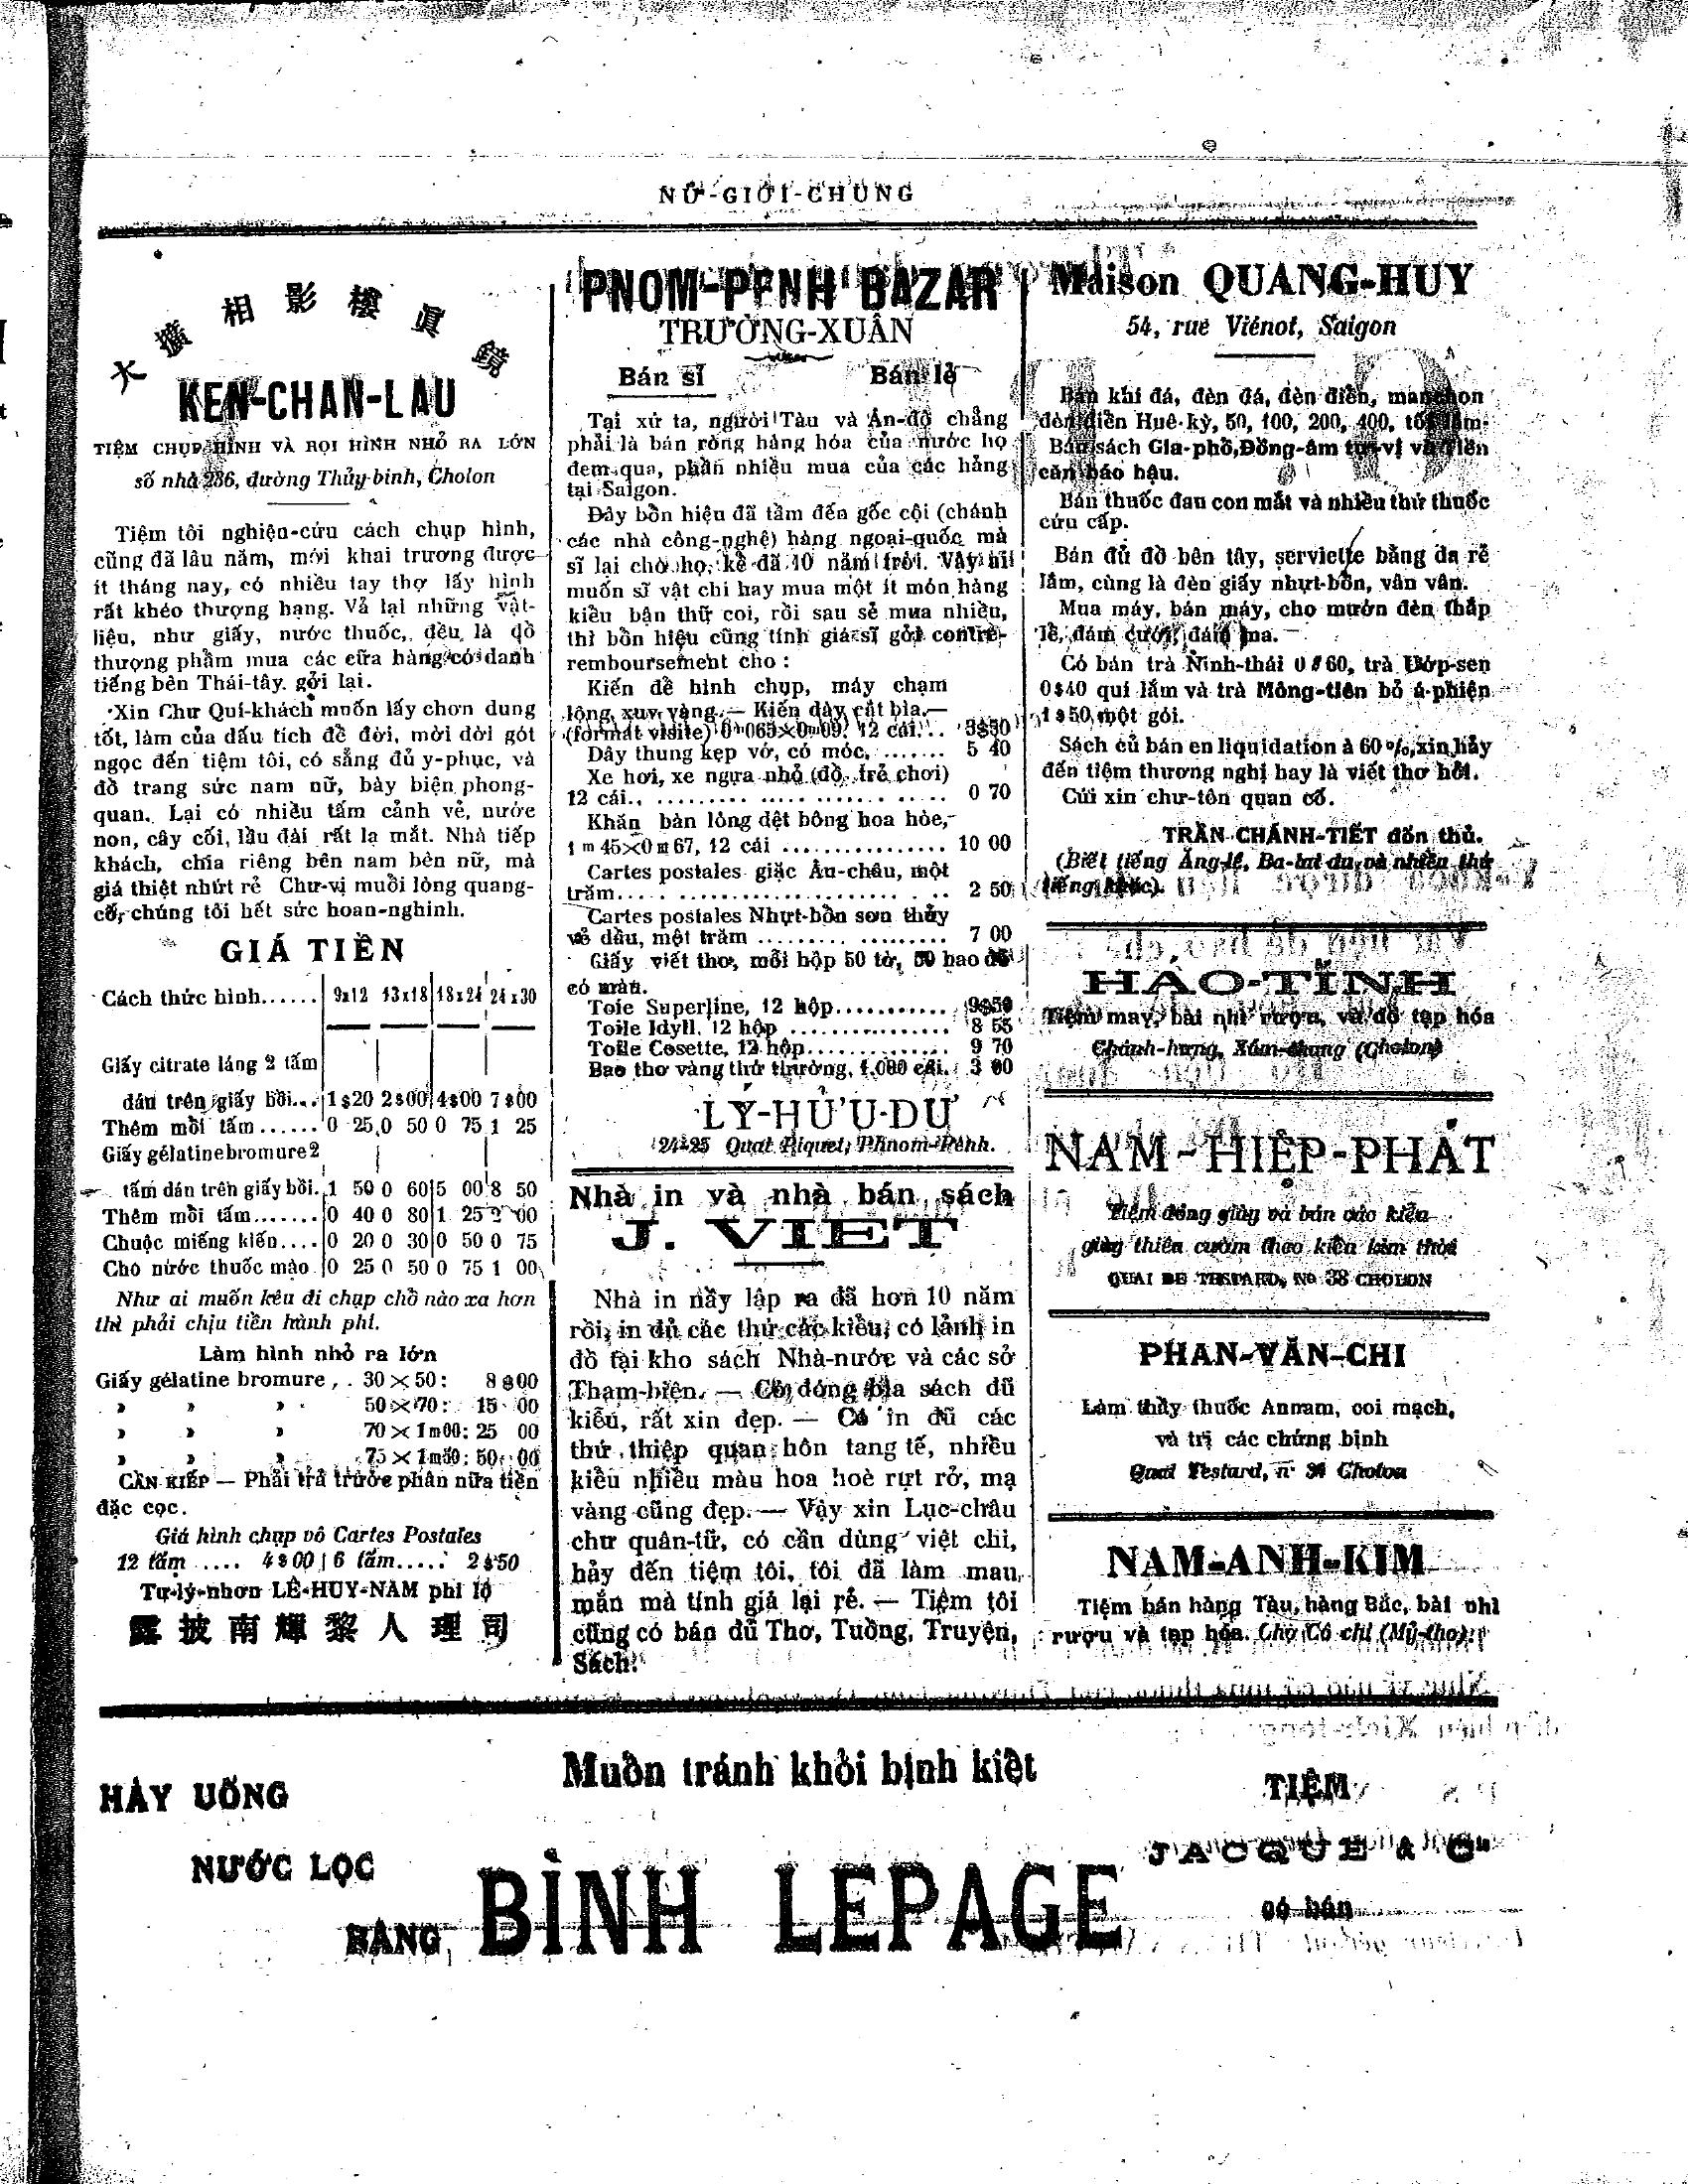 NỮ-GIỚI-CHUNG
大擴相影樓眞鏡
KEN-CHAN-LAU
TIỆM CHỤP HÌNH VÀ RỌI HÌNH NHỎ RA LỚN
số nhà 286, đường Thủy-binh, Cholon
Tiệm tôi nghiện-cứu cách chụp hình,
cũng đã lâu năm, mới khai trương được
ít tháng nay, có nhiều tay thợ lấy hình
rất khéo thượng hạng. Vả lại những vật-
liệu, như giấy, nước thuốc, đều là đồ
thượng phẩm mua các cữa hàng có danh
tiếng bên Thái-tây. gởi lại.
Xin Chư Quí-khách muốn lấy chơn dung
tốt, làm của dấu tích để đời, mời dời gót
ngọc đến tiệm tôi, có sẳng đủ y-phục, và
đồ trang sức nam nữ, bày biện phong-
quan. Lại có nhiều tấm cảnh vẻ, nước
non, cây cối, lầu đài rất lạ mắt. Nhà tiếp
khách, chia riêng bên nam bên nữ, mà
giá thiệt nhứt rẻ Chư-vị muồi lòng quang-
cố, chúng tôi hết sức hoan-nghinh.
GIÁ TIỀN
Cách thức hình...... 9x12 13x18 18x24 24x30
Giấy citrate láng 2 tấm
dán trên giấy bồi... 1$20 2$00 4$00 7$00
Thêm mỗi tấm...... 0 25 0 50 0 75 1 25
Giấy gélatine bromure 2
tấm dán trên giấy bồi. 1 50 0 60 5 00 8 50
Thêm mỗi tấm....... 0 40 0 80 1 25 2 00
Chuộc miếng kiến.... 0 20 0 30 0 50 0 75
Cho nước thuốc mào 0 25 0 50 0 75 1 00
Như ai muốn kêu đi chụp chỗ nào xa hơn
thì phải chịu tiền hành phí.
Làm hình nhỏ ra lớn
Giấy gélatine bromure , . 30 × 50 : 8$00
» » » 50 × 70 : 15 00
» » » 70 × 1m00 : 25 00
» » » 75 × 1m50 : 50 00
CẦN KIẾP — Phải trả trước phân nữa tiền
đặc cọc.
Giá hình chụp vô Cartes Postales
12 tấm .... 4$00 | 6 tấm..... 2$50
Tự-lý-nhơn LÊ-HUY-NAM phi lộ
露披南輝黎人理司
PNOM-PENH BAZAR
TRƯỜNG-XUÂN
Bán sĩ Bán lẻ
Tại xứ ta, người Tàu và Ấn-độ chẳng
phải là bán ròng hàng hóa của nước họ
đem qua, phần nhiều mua của các hảng
tại Saigon.
Đây bổn hiệu đã tầm đến gốc cội (chánh
các nhà công-nghệ) hàng ngoại-quốc mà
sĩ lại cho họ, kể đã 10 năm trời. Vậy hi
muốn sĩ vật chi hay mua một ít món hàng
kiểu bận thữ coi, rồi sau sẻ mua nhiều,
thì bổn hiệu cũng tính giá sĩ gởi contre-
remboursement cho :
Kiến để hình chụp, máy chạm
lộng, xuy vàng. — Kiến dày cắt bìa.—
(format visite) 0m065×0m09. 12 cái... 3$50
Dây thung kẹp vớ, có móc, ....... 5 40
Xe hơi, xe ngựa nhỏ (đồ trẻ chơi)
12 cái.. ......... 0 70
Khăn bàn lông dệt bông hoa hòe,
1m45×0m67, 12 cái ............... 10 00
Cartes postales giặc Âu-châu, một
trăm..... 2 50
Cartes postales Nhựt-bổn sơn thủy
vẻ dầu, một trăm ......... 7 00
Giấy viết thơ, mỗi hộp 50 tờ, 50 bao đỏ
có màu.
Toie Superline, 12 hộp........... 9$50
Toile Idyll, 12 hộp ................ 8 55
Toile Cosette, 12 hộp.............. 9 70
Bao thơ vàng thứ thường, 1.000 cái. 3 00
LÝ-HỮU-DƯ
24-25 Quai Piquet, Phnom-Penh.
Nhà in và nhà bán sách
J. VIET
Nhà in nầy lập ra đã hơn 10 năm
rồi, in đủ các thứ các kiểu, có lảnh in
đồ tại kho sách Nhà-nước và các sở
Tham-biện. — Có đóng bìa sách đũ
kiễu, rất xin đẹp. — Có in đũ các
thứ thiệp quan hôn tang tế, nhiều
kiểu nhiều màu hoa hoè rựt rở, mạ
vàng cũng đẹp. — Vậy xin Lục-châu
chư quân-tữ, có cần dùng việt chi,
hảy đến tiệm tôi, tôi đã làm mau
mắn mà tính giá lại rẻ. — Tiệm tôi
cũng có bán đũ Thơ, Tuồng, Truyện,
Sách.
Maison QUANG-HUY
54, rue Viénot, Saigon
Bán khí đá, đèn đá, đèn điển, manchon
đèn điển Huê-kỳ, 50, 100, 200, 400, tốt lắm.
Bán sách Gia-phổ, Đồng-âm tự-vị và liên
căn báo hậu.
Bán thuốc đau con mắt và nhiều thứ thuốc
cứu cấp.
Bán đủ đồ bên tây, serviette bằng da rẻ
lắm, cùng là đèn giấy nhựt-bổn, vân vân.
Mua máy, bán máy, cho mướn đèn thắp
lễ, đám cưới, đám ma.
Có bán trà Ninh-thái 0$60, trà Ướp-sen
0$40 quí lắm và trà Mông-tiên bỏ á-phiện
1$50 một gói.
Sách củ bán en liquidation à 60 %, xin hảy
đến tiệm thương nghị hay là viết thơ hỏi.
Cúi xin chư-tôn quan cố.
TRẦN CHÁNH-TIẾT đốn thủ.
(Biết tiếng Ăng-lê, Ba-lai du, và nhiều thứ
tiếng khác).
HẢO-TĨNH
Tiệm may, bài nhì rượu, và đồ tạp hóa
Chánh-hưng, Xóm-chung (Cholon)
NAM-HIỆP-PHÁT
Tiệm đóng giày và bán các kiểu
giày thiên cườm theo kiểu kim thời
QUAI DE TESTARD, No 38 CHOLON
PHAN-VĂN-CHI
Làm thầy thuốc Annam, coi mạch,
và trị các chứng bịnh
Quai Testard, n° 34 Cholon
NAM-ANH-KIM
Tiệm bán hàng Tàu, hàng Bắc, bài nhì
rượu và tạp hóa. Chợ Cô chi (Mỹ-tho).
HÃY UỐNG
NƯỚC LỌC
BẰNG
Muồn tránh khỏi bịnh kiệt
BÌNH LEPAGE
TIỆM
JACQUE & Cie
có bán